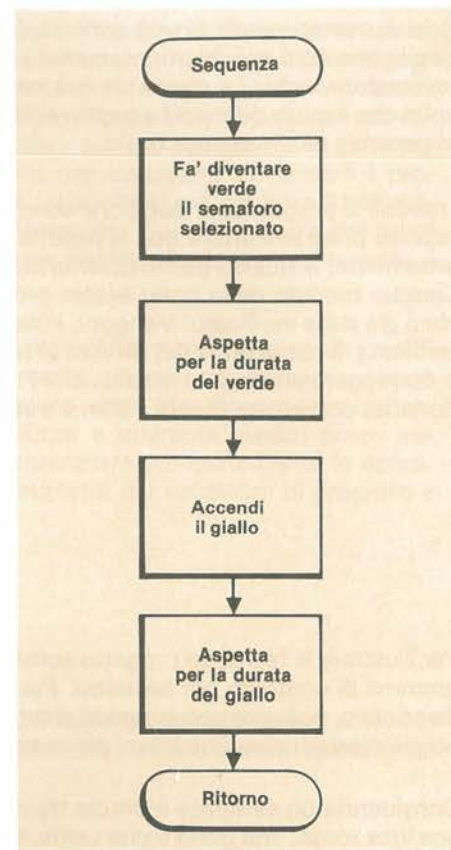 Sequenza
Fa' diventare
verde
il semaforo
selezionato
Aspetta
per la durata
del verde
Accendi
il giallo
Aspetta
per la durata
del giallo
Ritorno